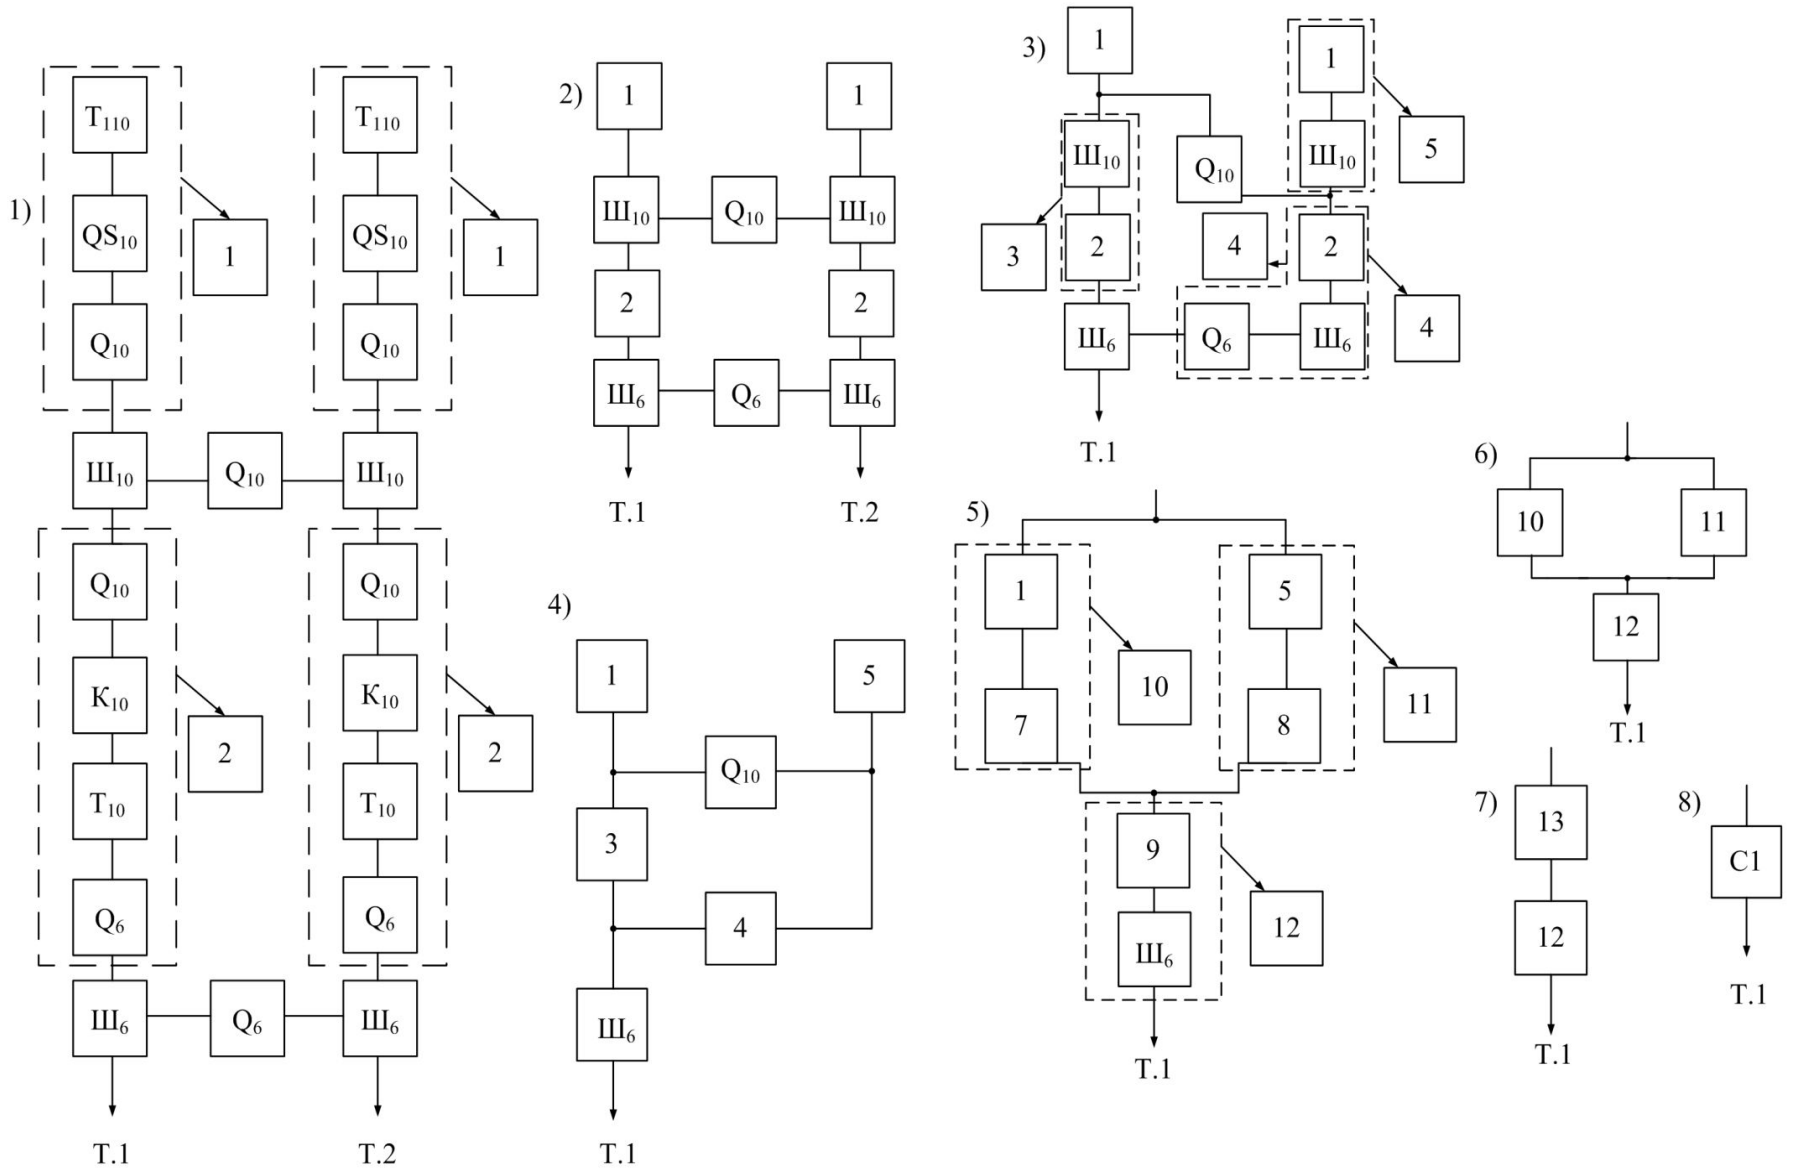 1)
T₁₁₀
QS₁₀
Q₁₀
1
T₁₁₀
QS₁₀
Q₁₀
1
Ш₁₀
Q₁₀
Ш₁₀
Q₁₀
К₁₀
T₁₀
Q₆
2
Q₁₀
К₁₀
T₁₀
Q₆
2
Ш₆
Q₆
Ш₆
Т.1
Т.2
2)
1
1
Ш₁₀
Q₁₀
Ш₁₀
2
2
Ш₆
Q₆
Ш₆
Т.1
Т.2
3)
1
1
Ш₁₀
Q₁₀
Ш₁₀
5
3
2
4
2
4
Ш₆
Q₆
Ш₆
Т.1
4)
1
5
Q₁₀
3
4
Ш₆
Т.1
5)
1
5
7
10
8
11
9
12
Ш₆
Т.1
6)
10
11
12
Т.1
7)
13
12
Т.1
8)
С1
Т.1